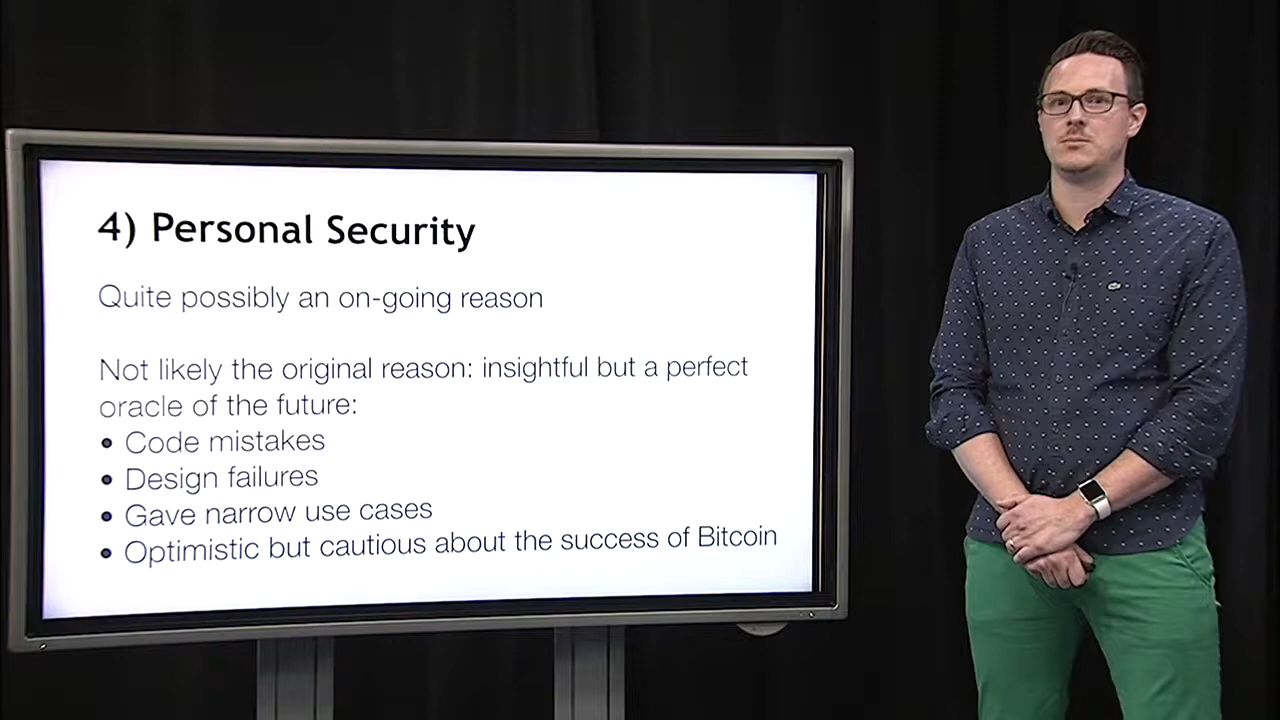 4) Personal Security
Quite possibly an on-going reason
Not likely the original reason: insightful but a perfect
oracle of the future:
• Code mistakes
• Design failures
• Gave narrow use cases
• Optimistic but cautious about the success of Bitcoin